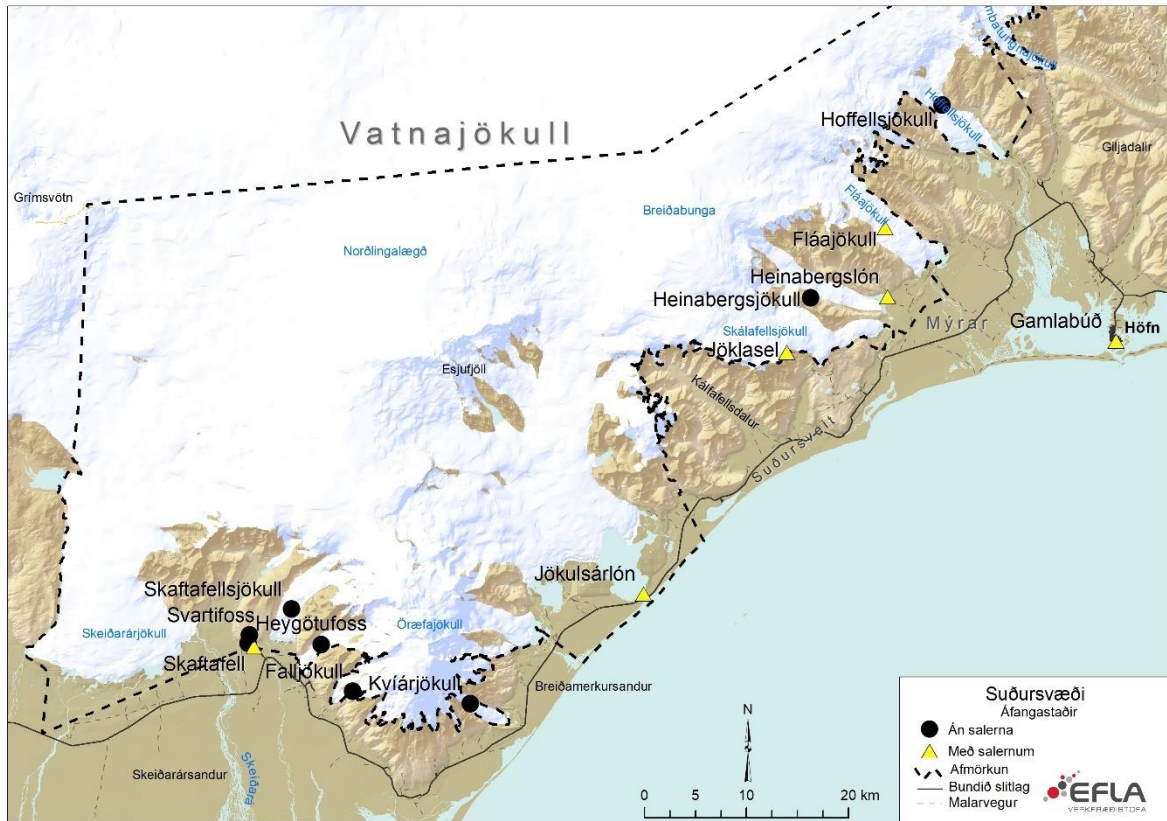 mbatungnajökull
Vatnajökull
Hoffellsjökull
Hoffellsjökull
Giljadalir
Grímsvötn
Breiðabunga
Fláajökull
Fláajökull
Norðlingalægð
Heinabergslón
Heinabergsjökull
Mýrar
Gamlabúð
Höfn
Skálafellsjökull
Jöklasel
Esjufjöll
Kálfafellsdalur
Suðursveit
Jökulsárlón
Skaftafellsjökull
Svartifoss
Heygötufoss
Öræfajökull
Skeiðarárjökull
Skaftafell
Falljökull
Kvíárjökull
Breiðamerkursandur
Skeiðarársandur
Skeiðará
N
0 5 10 20 km
Suðursvæði
Áfangastaðir
Án salerna
Með salernum
Afmörkun
Bundið slitlag
Malarvegur
EFLA
VERKFRÆÐISTOFA